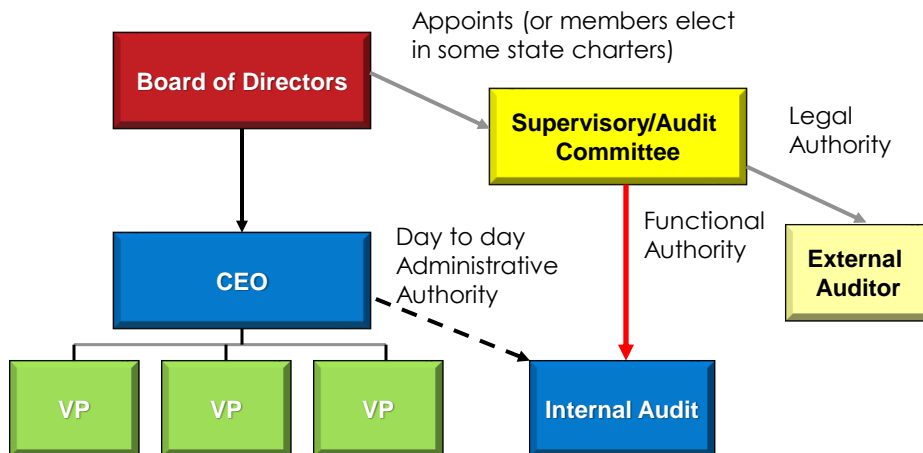 Appoints (or members elect
in some state charters)
Board of Directors
Supervisory/Audit
Committee
Legal
Authority
Functional
Authority
Day to day
Administrative
Authority
CEO
External
Auditor
VP
VP
VP
Internal Audit